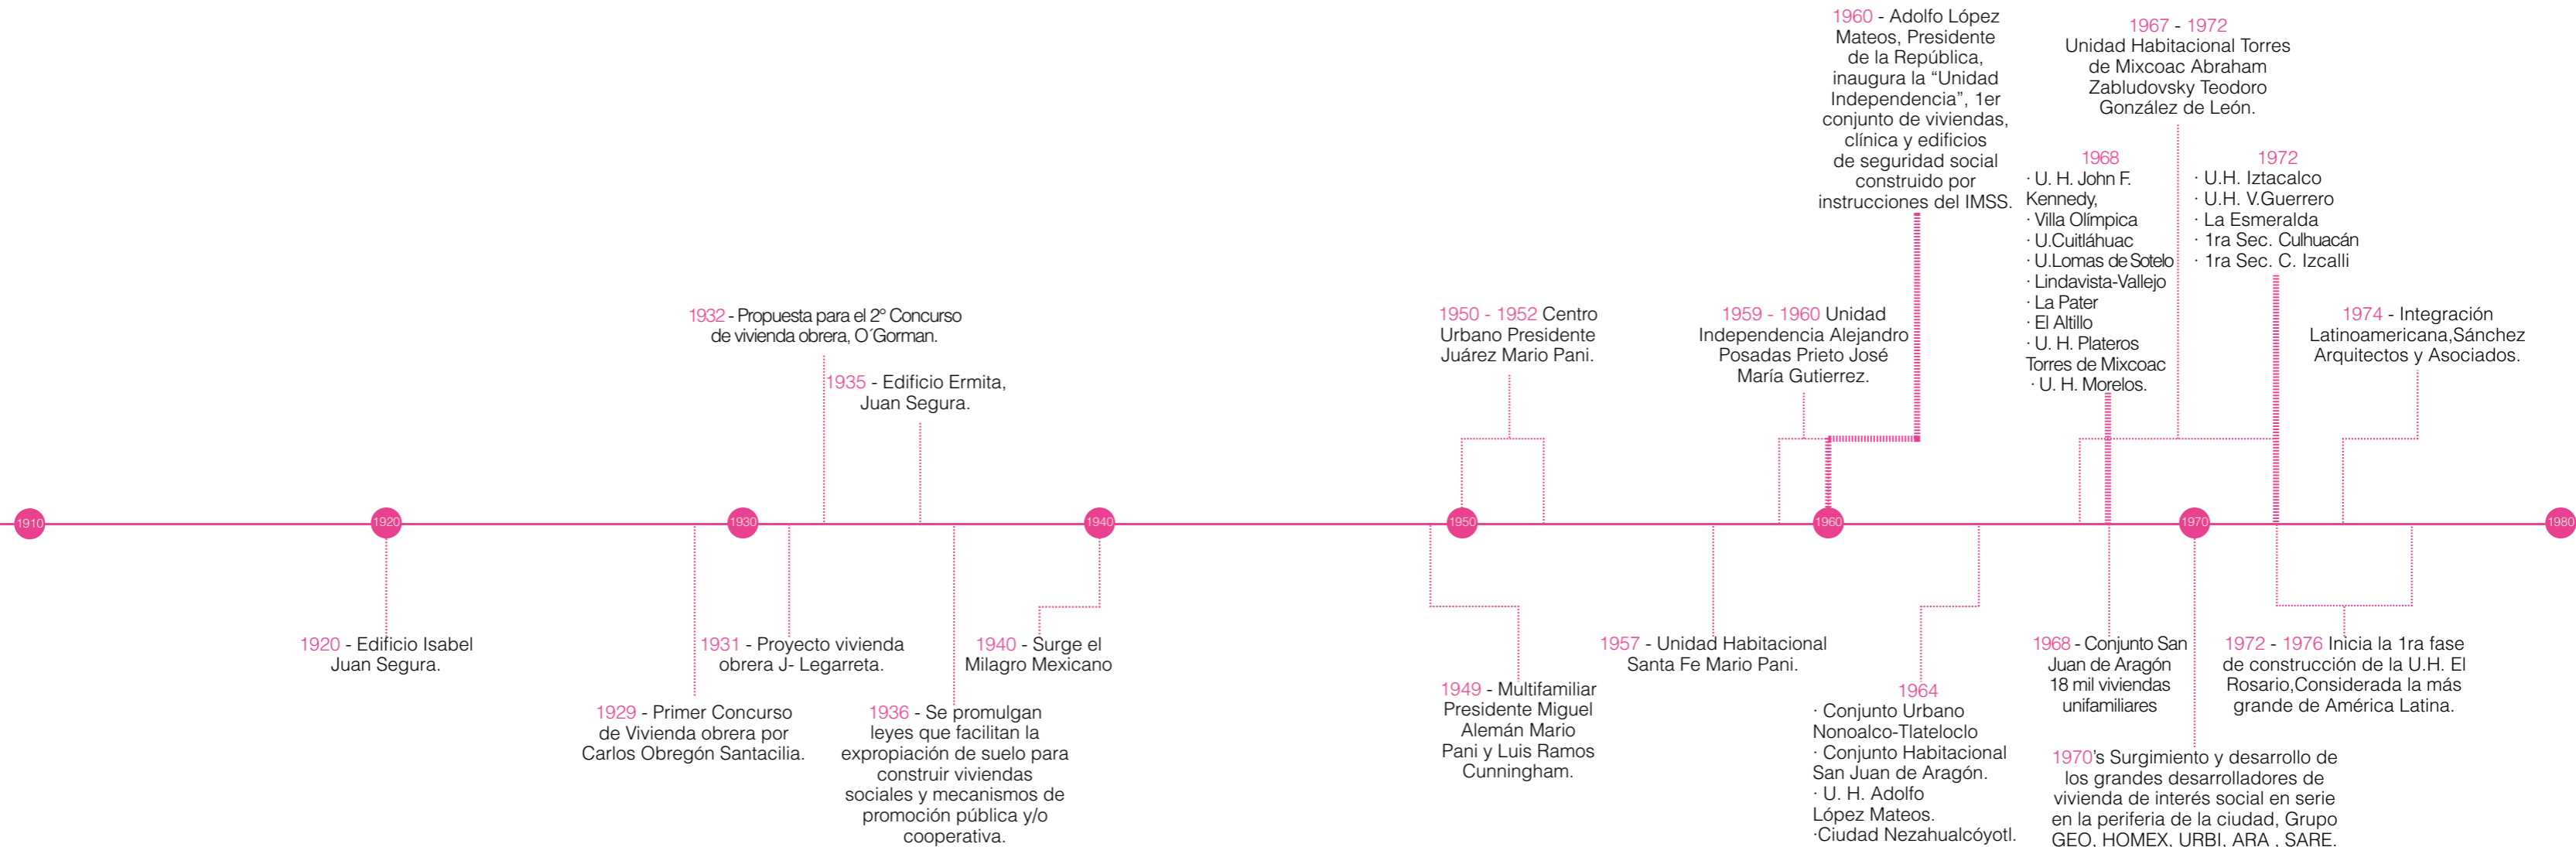 1960 - Adolfo López
Mateos, Presidente
de la República,
inaugura la “Unidad
Independencia”, 1er
conjunto de viviendas,
clínica y edificios
de seguridad social
construido por
instrucciones del IMSS.
1967 - 1972
Unidad Habitacional Torres
de Mixcoac Abraham
Zabludovsky Teodoro
González de León.
1968
· U. H. John F.
Kennedy,
· Villa Olímpica
· U.Cuitláhuac
· U.Lomas de Sotelo
· Lindavista-Vallejo
· La Pater
· El Altillo
· U. H. Plateros
Torres de Mixcoac
· U. H. Morelos.
1972
· U.H. Iztacalco
· U.H. V.Guerrero
· La Esmeralda
· 1ra Sec. Culhuacán
· 1ra Sec. C. Izcalli
1932 - Propuesta para el 2º Concurso
de vivienda obrera, O´Gorman.
1935 - Edificio Ermita,
Juan Segura.
1950 - 1952 Centro
Urbano Presidente
Juárez Mario Pani.
1959 - 1960 Unidad
Independencia Alejandro
Posadas Prieto José
María Gutierrez.
1974 - Integración
Latinoamericana,Sánchez
Arquitectos y Asociados.
1910
1920
1930
1940
1950
1960
1970
1980
1920 - Edificio Isabel
Juan Segura.
1929 - Primer Concurso
de Vivienda obrera por
Carlos Obregón Santacilia.
1931 - Proyecto vivienda
obrera J- Legarreta.
1936 - Se promulgan
leyes que facilitan la
expropiación de suelo para
construir viviendas
sociales y mecanismos de
promoción pública y/o
cooperativa.
1940 - Surge el
Milagro Mexicano
1949 - Multifamiliar
Presidente Miguel
Alemán Mario
Pani y Luis Ramos
Cunningham.
1957 - Unidad Habitacional
Santa Fe Mario Pani.
1964
· Conjunto Urbano
Nonoalco-Tlateloclo
· Conjunto Habitacional
San Juan de Aragón.
· U. H. Adolfo
López Mateos.
·Ciudad Nezahualcóyotl.
1968 - Conjunto San
Juan de Aragón
18 mil viviendas
unifamiliares
1970’s Surgimiento y desarrollo de
los grandes desarrolladores de
vivienda de interés social en serie
en la periferia de la ciudad, Grupo
GEO, HOMEX, URBI, ARA , SARE.
1972 - 1976 Inicia la 1ra fase
de construcción de la U.H. El
Rosario,Considerada la más
grande de América Latina.